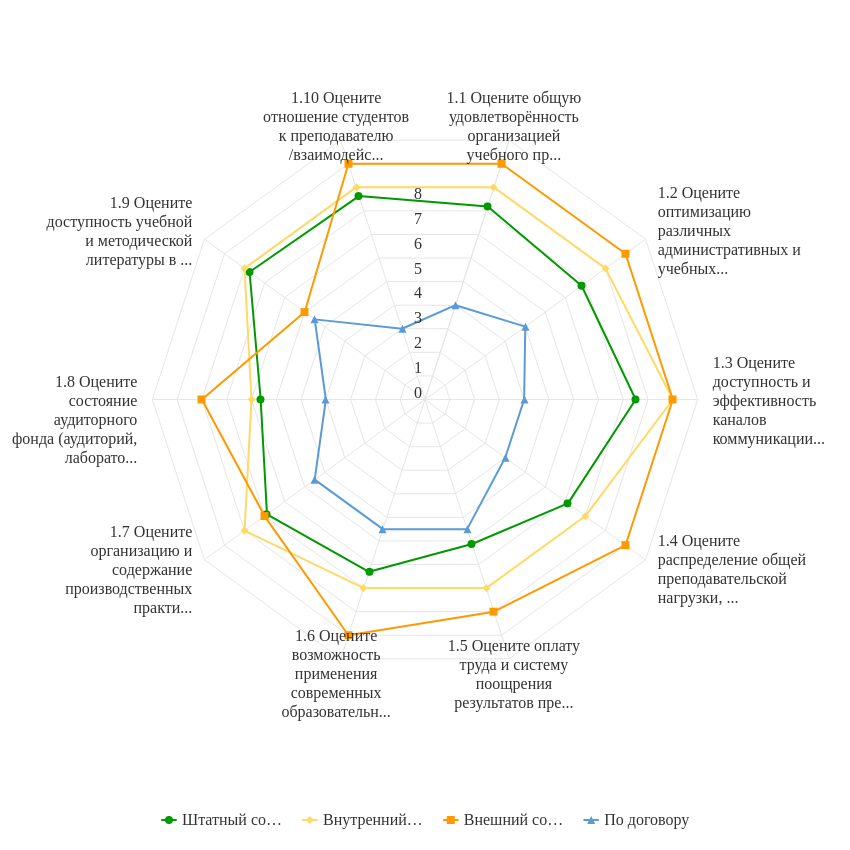 1.10 Оцените
отношение студентов
к преподавателю
/взаимодейс...
1.1 Оцените общую
удовлетворённость
организацией
учебного пр...
1.2 Оцените
оптимизацию
различных
административных и
учебных...
1.3 Оцените
доступность и
эффективность
каналов
коммуникации...
1.4 Оцените
распределение общей
преподавательской
нагрузки, ...
1.5 Оцените оплату
труда и систему
поощрения
результатов пре...
1.6 Оцените
возможность
применения
современных
образовательн...
1.7 Оцените
организацию и
содержание
производственных
практи...
1.8 Оцените
состояние
аудиторного
фонда (аудиторий,
лаборато...
1.9 Оцените
доступность учебной
и методической
литературы в ...
8
7
6
5
4
3
2
1
0
Штатный со…
Внутренний…
Внешний со…
По договору